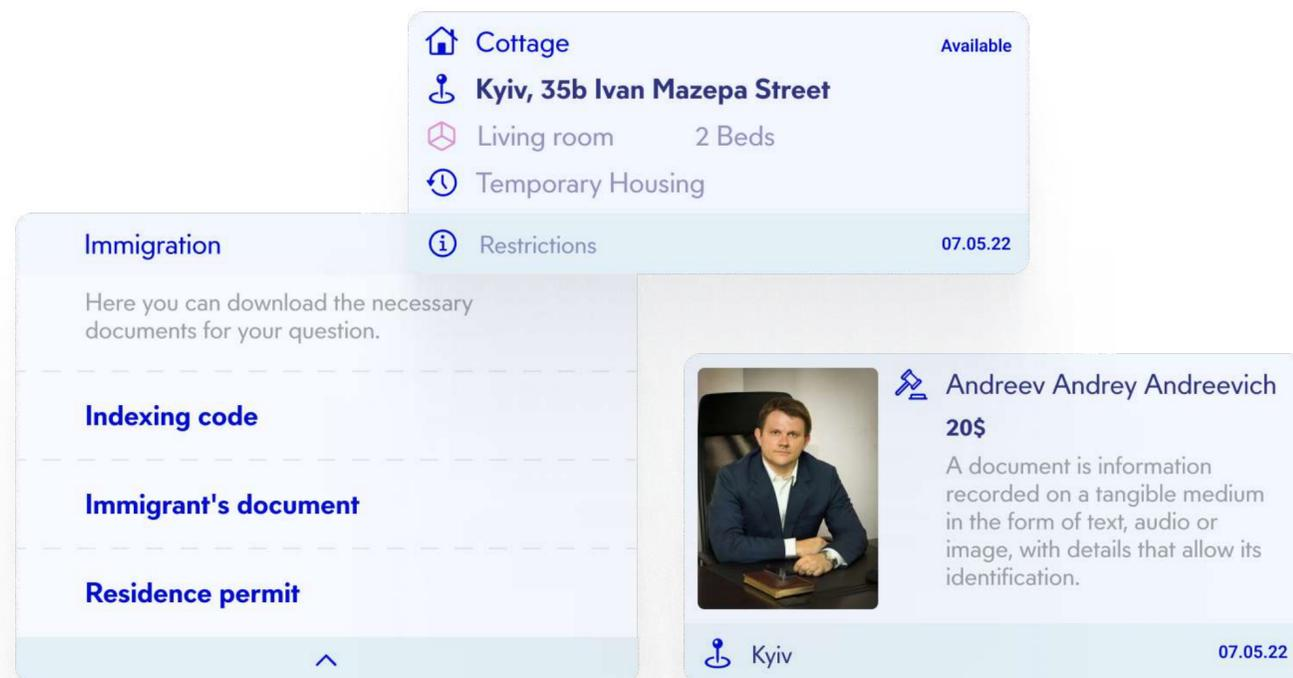 Cottage
Available
Kyiv, 35b Ivan Mazepa Street
Living room 2 Beds
Temporary Housing
Restrictions
07.05.22
Immigration
Here you can download the necessary
documents for your question.
Indexing code
Immigrant's document
Residence permit
Andreev Andrey Andreevich
20$
A document is information
recorded on a tangible medium
in the form of text, audio or
image, with details that allow its
identification.
Kyiv
07.05.22